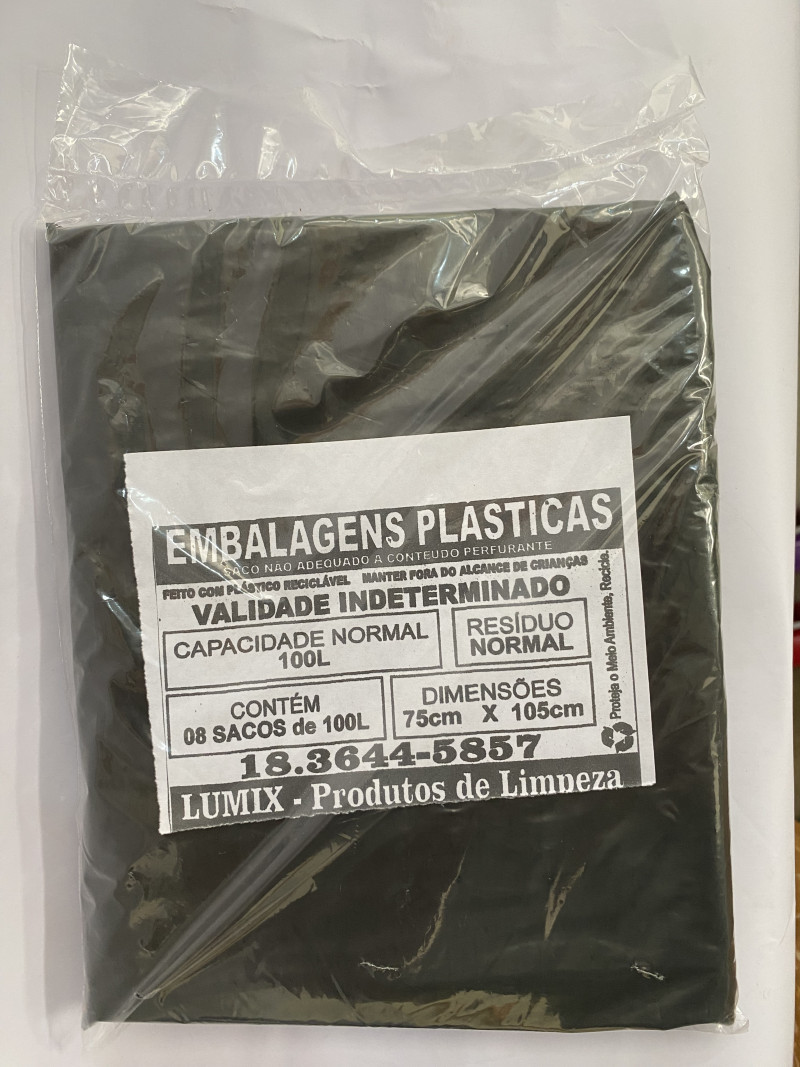 EMBALAGENS PLASTICAS
SACO NÃO ADEQUADO A CONTEUDO PERFURANTE
FEITO COM PLÁSTICO RECICLÁVEL MANTER FORA DO ALCANCE DE CRIANÇAS
VALIDADE INDETERMINADO
CAPACIDADE NORMAL
100L
RESÍDUO
NORMAL
CONTÉM
08 SACOS de 100L
DIMENSÕES
75cm X 105cm
Proteja o Meio Ambiente, Recicle.
18.3644-5857
LUMIX - Produtos de Limpeza